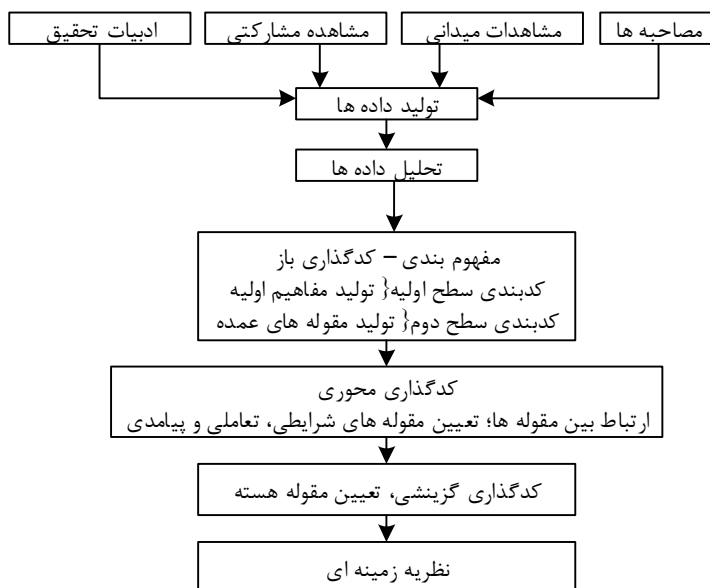 مصاحبه ها
مشاهدات میدانی
مشاهده مشارکتی
ادبیات تحقیق
تولید داده ها
تحلیل داده ها
مفهوم بندی – کدگذاری باز
کدبندی سطح اولیه{ تولید مفاهیم اولیه
کدبندی سطح دوم{ تولید مقوله های عمده
کدگذاری محوری
ارتباط بین مقوله ها؛ تعیین مقوله های شرایطی، تعاملی و پیامدی
کدگذاری گزینشی، تعیین مقوله هسته
نظریه زمینه ای